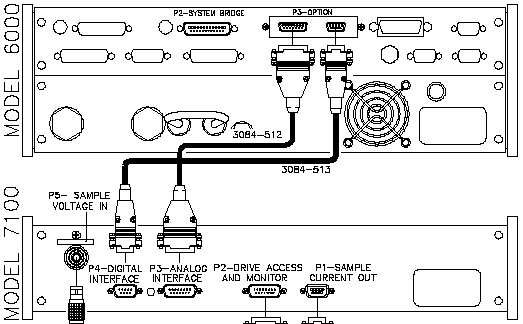 MODEL 6000
P2-SYSTEM BRIDGE
P3-OPTION
3084-512
3084-513
MODEL 7100
P5- SAMPLE
VOLTAGE IN
P4-DIGITAL
INTERFACE
P3-ANALOG
INTERFACE
P2-DRIVE ACCESS
AND MONITOR
P1-SAMPLE
CURRENT OUT